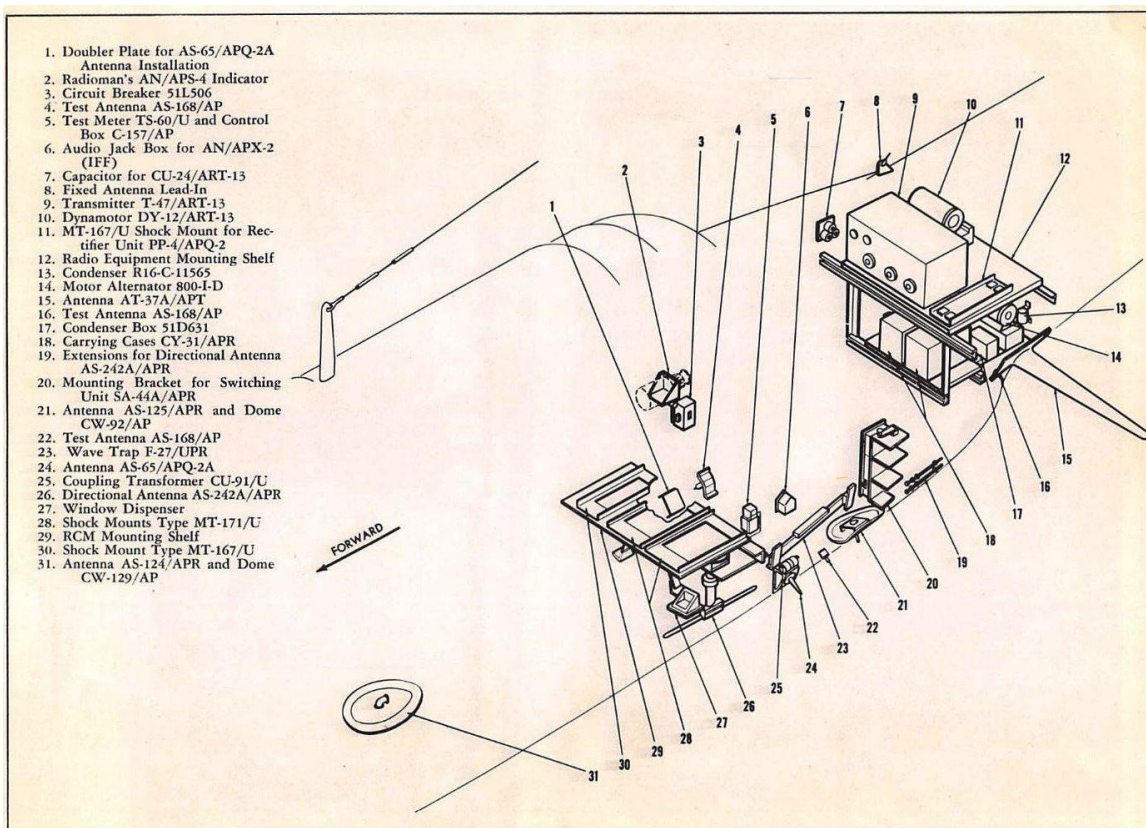 1. Doubler Plate for AS-65/APQ-2A
Antenna Installation
2. Radioman's AN/APS-4 Indicator
3. Circuit Breaker 51L506
4. Test Antenna AS-168/AP
5. Test Meter TS-60/U and Control
Box C-157/AP
6. Audio Jack Box for AN/APX-2
(IFF)
7. Capacitor for CU-24/ART-13
8. Fixed Antenna Lead-In
9. Transmitter T-47/ART-13
10. Dynamotor DY-12/ART-13
11. MT-167/U Shock Mount for Rec-
tifier Unit PP-4/APQ-2
12. Radio Equipment Mounting Shelf
13. Condenser R16-C-11565
14. Motor Alternator 800-I-D
15. Antenna AT-37A/APT
16. Test Antenna AS-168/AP
17. Condenser Box 51D631
18. Carrying Cases CY-31/APR
19. Extensions for Directional Antenna
AS-242A/APR
20. Mounting Bracket for Switching
Unit SA-44A/APR
21. Antenna AS-125/APR and Dome
CW-92/AP
22. Test Antenna AS-168/AP
23. Wave Trap F-27/UPR
24. Antenna AS-65/APQ-2A
25. Coupling Transformer CU-91/U
26. Directional Antenna AS-242A/APR
27. Window Dispenser
28. Shock Mounts Type MT-171/U
29. RCM Mounting Shelf
30. Shock Mount Type MT-167/U
31. Antenna AS-124/APR and Dome
CW-129/AP
1
2
3
4
5
6
7
8
9
10
11
12
13
14
15
16
17
18
19
20
21
22
23
24
25
26
27
28
29
30
31
FORWARD